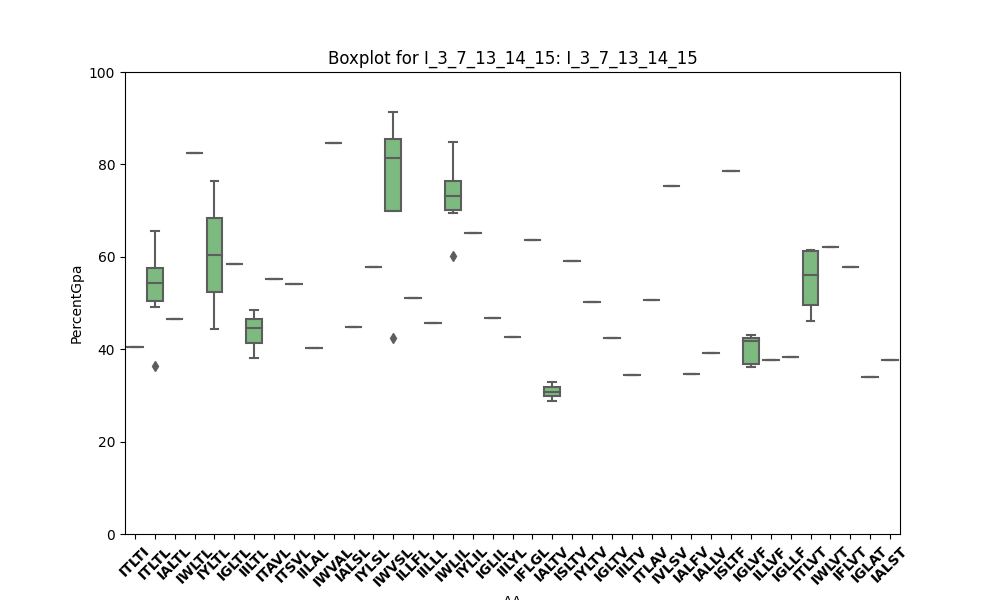 Boxplot for I_3_7_13_14_15: I_3_7_13_14_15
PercentGpa
100
80
60
40
20
0
ITLTI
ITLTL
IALTL
IWLTL
IYLTL
IGLTL
IILTL
ITAVL
ITSVL
IILAL
IWVAL
IALSL
IYLSL
IWVSL
ILLFL
IILLL
IWLIL
IYLIL
IGLIL
IILYL
IFLGL
IALTV
ISLTV
IYLTV
IGLTV
IILTV
ITLAV
IVLSV
IALFV
IALLV
ISLTF
IGLVF
ILLVF
IGLLF
ITLVT
IWLVT
IFLVT
IGLAT
IALST